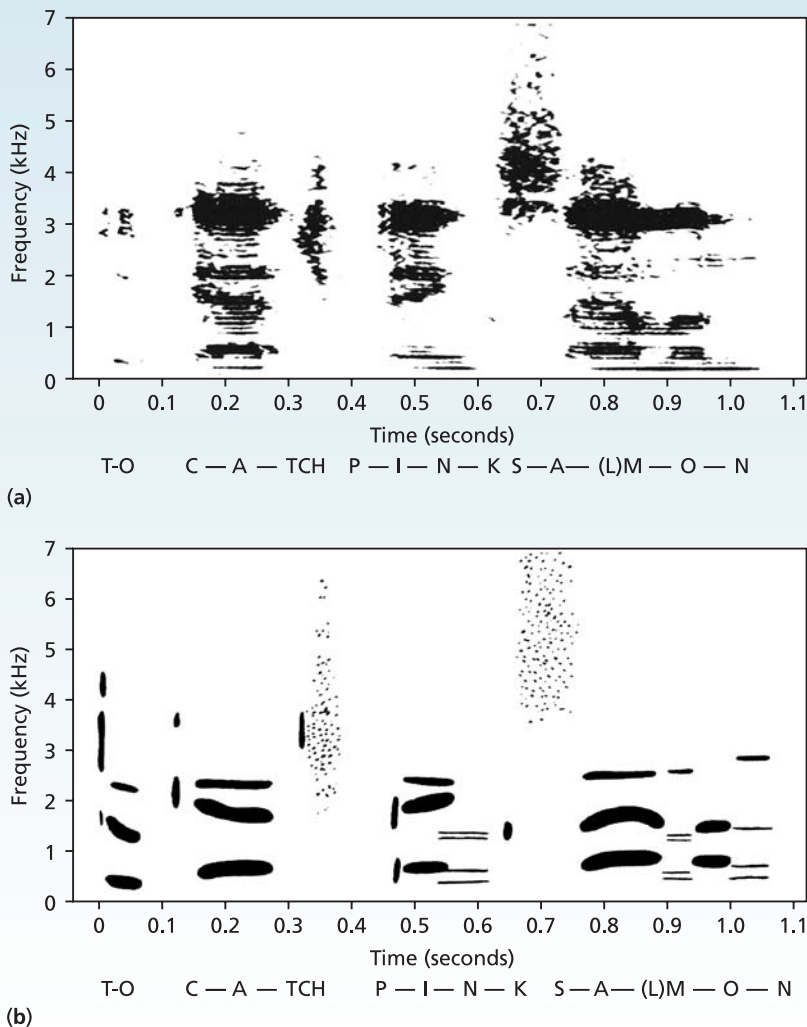 7
6
5
4
3
2
1
0
Frequency (kHz)
0 0.1 0.2 0.3 0.4 0.5 0.6 0.7 0.8 0.9 1.0 1.1
Time (seconds)
T-O C — A — TCH P — I — N — K S — A — (L)M — O — N
(a)
7
6
5
4
3
2
1
0
Frequency (kHz)
0 0.1 0.2 0.3 0.4 0.5 0.6 0.7 0.8 0.9 1.0 1.1
Time (seconds)
T-O C — A — TCH P — I — N — K S — A — (L)M — O — N
(b)